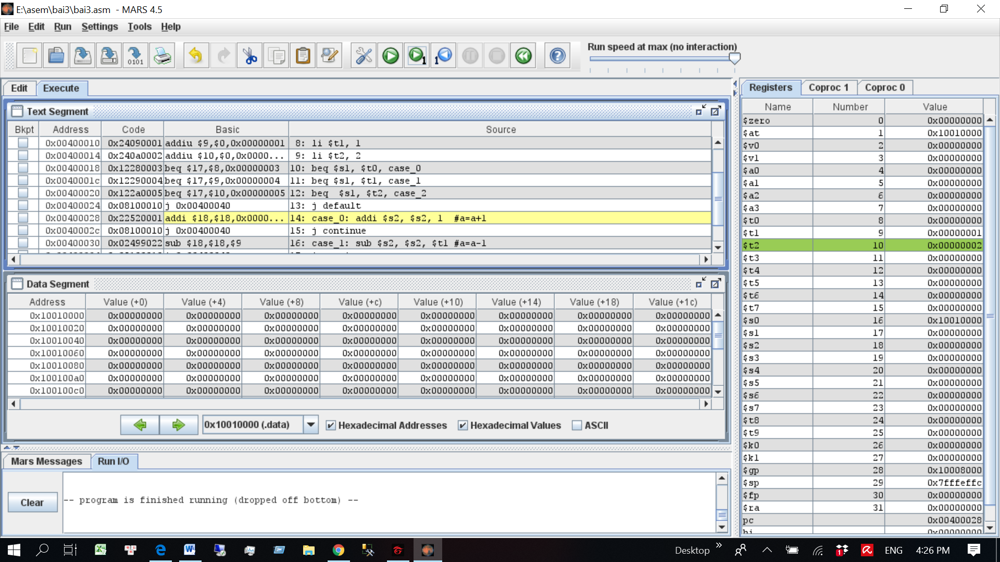 E:\asem\bai3\bai3.asm - MARS 4.5
File Edit Run Settings Tools Help
Run speed at max (no interaction)
Edit Execute
Text Segment
Bkpt Address Code Basic Source
0x00400010 0x24090001 addiu $9,$0,0x00000001 8: li $t1, 1
0x00400014 0x240a0002 addiu $10,$0,0x0000... 9: li $t2, 2
0x00400018 0x12280003 beq $17,$8,0x00000003 10: beq $s1, $t0, case_0
0x0040001c 0x12290004 beq $17,$9,0x00000004 11: beq $s1, $t1, case_1
0x00400020 0x122a0005 beq $17,$10,0x00000005 12: beq $s1, $t2, case_2
0x00400024 0x08100010 j 0x00400040 13: j default
0x00400028 0x22520001 addi $18,$18,0x0000... 14: case_0: addi $s2, $s2, 1 #a=a+1
0x0040002c 0x08100010 j 0x00400040 15: j continue
0x00400030 0x02499022 sub $18,$18,$9 16: case_1: sub $s2, $s2, $t1 #a=a-1
Data Segment
Address Value (+0) Value (+4) Value (+8) Value (+c) Value (+10) Value (+14) Value (+18) Value (+1c)
0x10010000 0x00000000 0x00000000 0x00000000 0x00000000 0x00000000 0x00000000 0x00000000 0x00000000
0x10010020 0x00000000 0x00000000 0x00000000 0x00000000 0x00000000 0x00000000 0x00000000 0x00000000
0x10010040 0x00000000 0x00000000 0x00000000 0x00000000 0x00000000 0x00000000 0x00000000 0x00000000
0x10010060 0x00000000 0x00000000 0x00000000 0x00000000 0x00000000 0x00000000 0x00000000 0x00000000
0x10010080 0x00000000 0x00000000 0x00000000 0x00000000 0x00000000 0x00000000 0x00000000 0x00000000
0x100100a0 0x00000000 0x00000000 0x00000000 0x00000000 0x00000000 0x00000000 0x00000000 0x00000000
0x100100c0 0x00000000 0x00000000 0x00000000 0x00000000 0x00000000 0x00000000 0x00000000 0x00000000
0x10010000 (.data) Hexadecimal Addresses Hexadecimal Values ASCII
Mars Messages Run I/O
Clear
-- program is finished running (dropped off bottom) --
Registers Coproc 1 Coproc 0
Name Number Value
$zero 0 0x00000000
$at 1 0x10010000
$v0 2 0x00000000
$v1 3 0x00000000
$a0 4 0x00000000
$a1 5 0x00000000
$a2 6 0x00000000
$a3 7 0x00000000
$t0 8 0x00000000
$t1 9 0x00000001
$t2 10 0x00000002
$t3 11 0x00000000
$t4 12 0x00000000
$t5 13 0x00000000
$t6 14 0x00000000
$t7 15 0x00000000
$s0 16 0x10010000
$s1 17 0x00000000
$s2 18 0x00000000
$s3 19 0x00000000
$s4 20 0x00000000
$s5 21 0x00000000
$s6 22 0x00000000
$s7 23 0x00000000
$t8 24 0x00000000
$t9 25 0x00000000
$k0 26 0x00000000
$k1 27 0x00000000
$gp 28 0x10008000
$sp 29 0x7fffeffc
$fp 30 0x00000000
$ra 31 0x00000000
pc 0x00400028
hi 0x00000000
Desktop ENG 4:26 PM